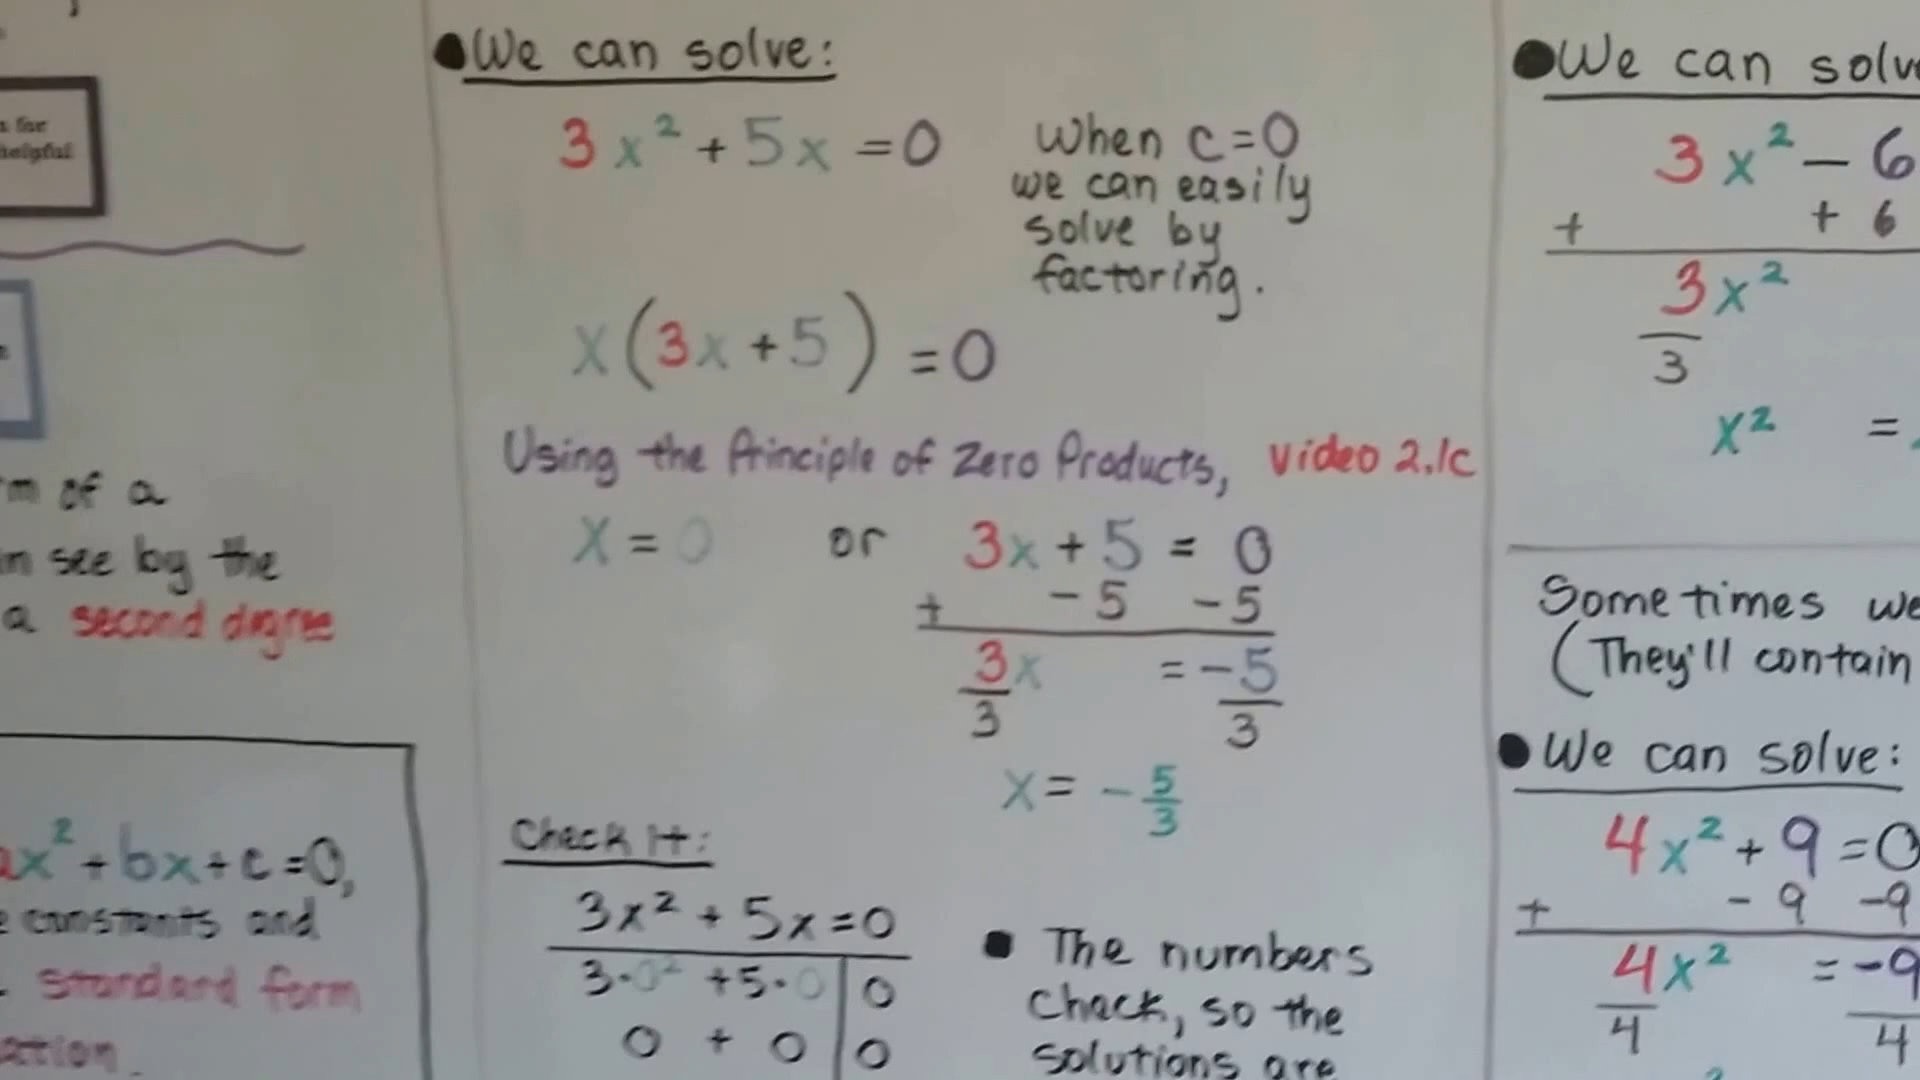 s for
helpful
m of a
n see by the
a second degree
ax² + bx + c = 0,
constants and
standard form
ation.
●We can solve:
3x² + 5x = 0
When c = 0
we can easily
solve by
factoring.
x(3x + 5) = 0
Using the Principle of Zero Products, video 2.1c
x = 0 or 3x + 5 = 0
+ - 5 - 5
3x = -5
3 3
x = - 5/3
Check It:
3x² + 5x = 0
3·0² + 5·0 | 0
0 + 0 | 0
● The numbers
check, so the
solutions are
●We can solv
3x² - 6
+ + 6
3x²
3
x² =
Sometimes we
(They'll contain
●We can solve:
4x² + 9 = 0
+ - 9 - 9
4x² = -9
4 4